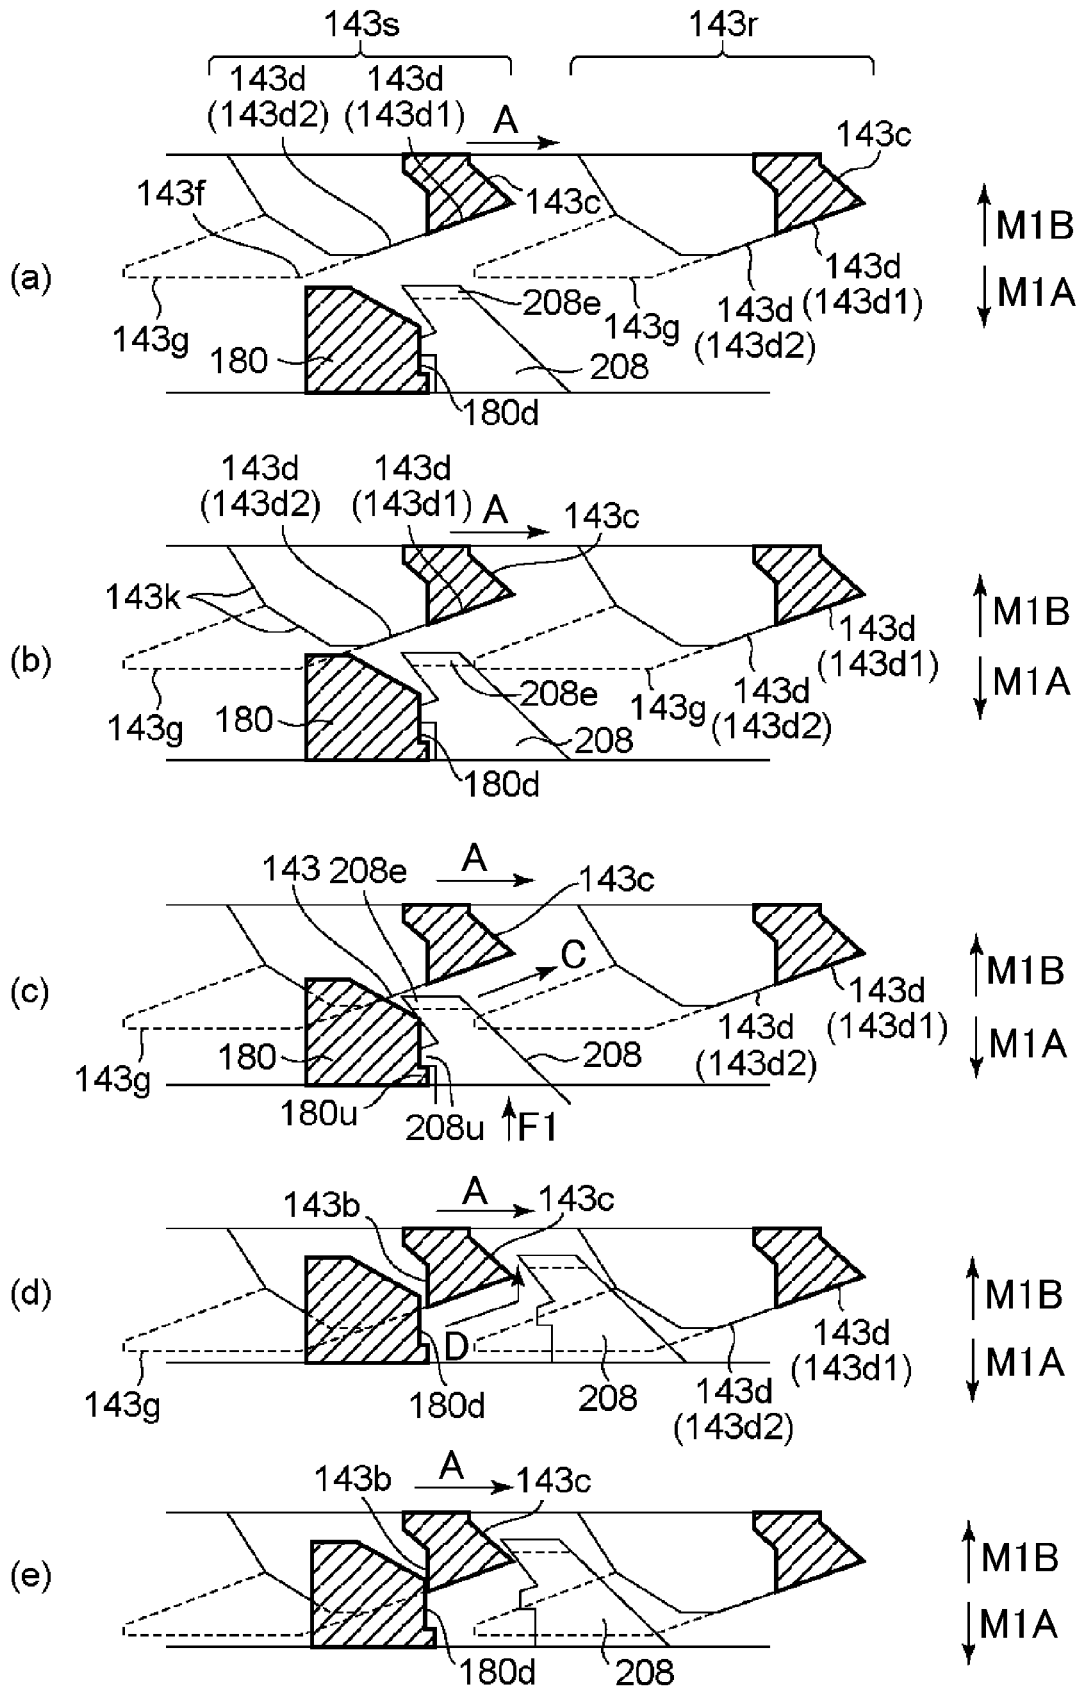 143s 143r
143d 143d
(143d2) (143d1) A 143c
143f 143c M1B
(a) 143d M1A
208e (143d1)
143g 143g 143d
180 208 (143d2)
180d
143d 143d
(143d2) (143d1) A 143c
143k M1B
143d
(b) (143d1) M1A
208e 143d
143g 180 143g (143d2)
208
180d
A
143 208e 143c
C M1B
(c) 143d
143d (143d1) M1A
180 208 (143d2)
143g
180u 208u F1
A 143c
143b
(d) M1B
143d
D (143d1) M1A
143g 180d 208 143d
(143d2)
143b A 143c
(e) M1B
M1A
180d 208